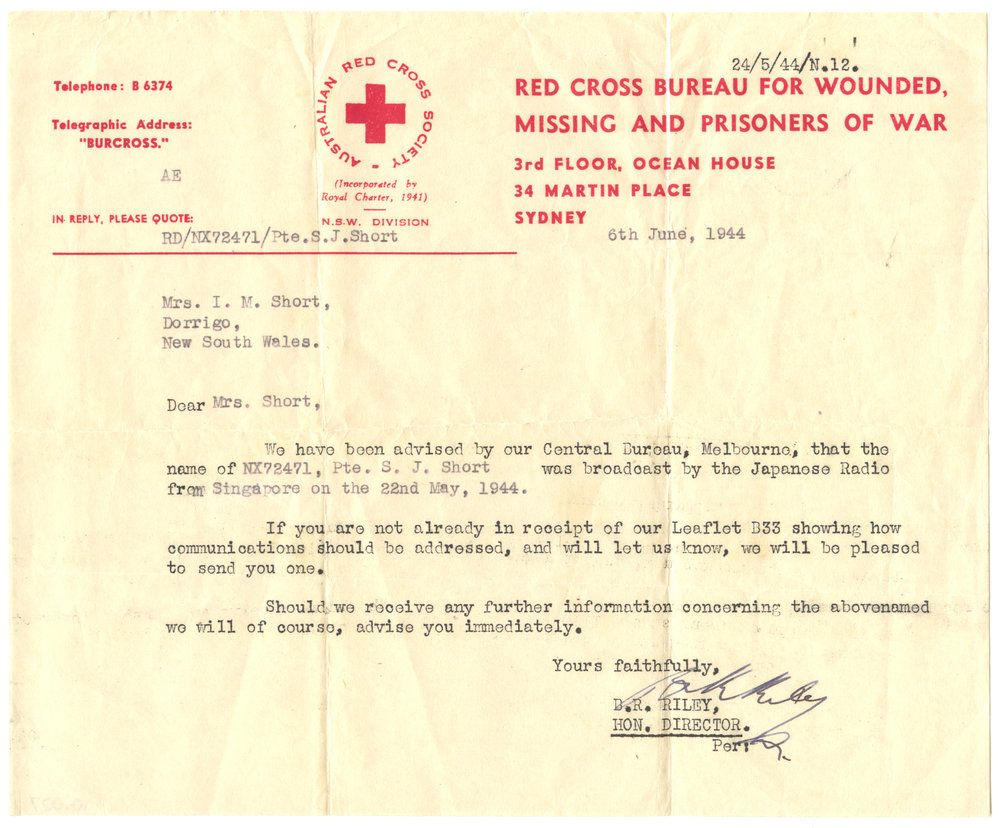 24/5/44/N.12.
Telephone: B 6374
Telegraphic Address:
"BURCROSS."
AE
IN REPLY, PLEASE QUOTE:
RD/NX72471/Pte.S.J.Short
AUSTRALIAN RED CROSS SOCIETY
(Incorporated by
Royal Charter, 1941)
N.S.W. DIVISION
RED CROSS BUREAU FOR WOUNDED,
MISSING AND PRISONERS OF WAR
3rd FLOOR, OCEAN HOUSE
34 MARTIN PLACE
SYDNEY
6th June, 1944
Mrs. I. M. Short,
Dorrigo,
New South Wales.
Dear Mrs. Short,
We have been advised by our Central Bureau, Melbourne, that the
name of NX72471, Pte. S. J. Short was broadcast by the Japanese Radio
from Singapore on the 22nd May, 1944.
If you are not already in receipt of our Leaflet B33 showing how
communications should be addressed, and will let us know, we will be pleased
to send you one.
Should we receive any further information concerning the abovenamed
we will of course, advise you immediately.
Yours faithfully,
B.R. RILEY,
HON. DIRECTOR.
Per: